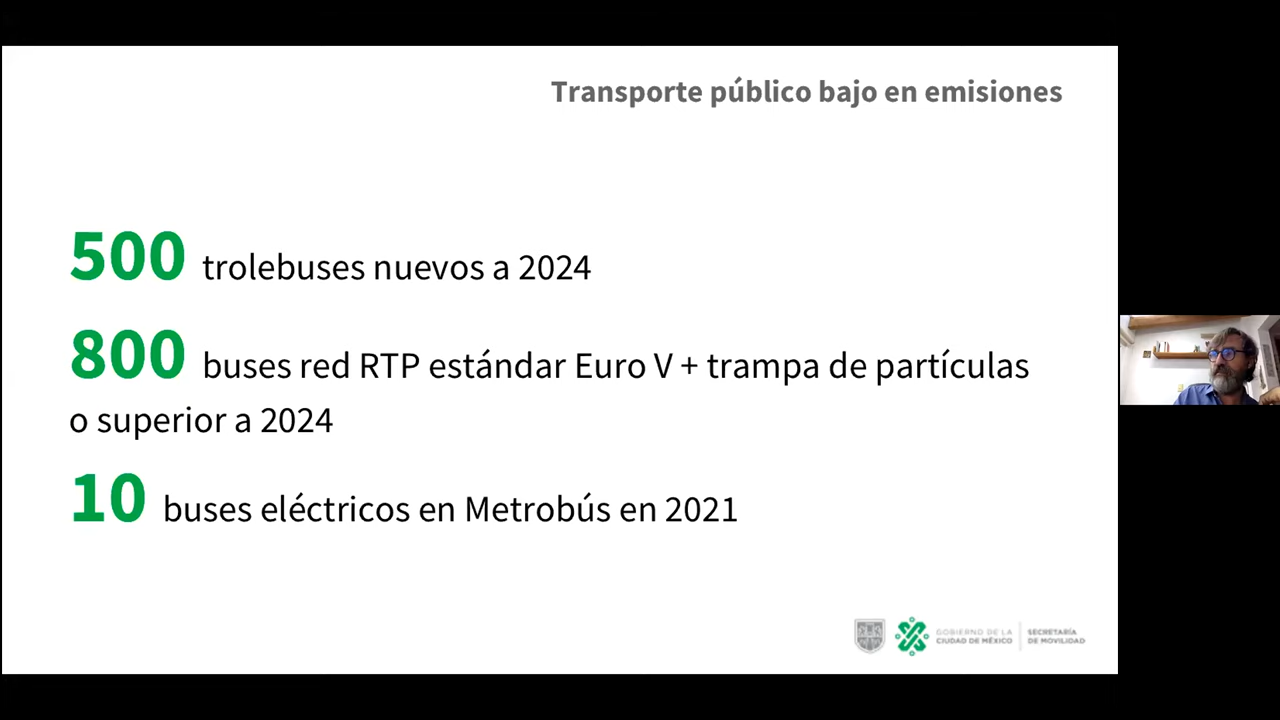 Transporte público bajo en emisiones
500 trolebuses nuevos a 2024
800 buses red RTP estándar Euro V + trampa de partículas
o superior a 2024
10 buses eléctricos en Metrobús en 2021
GOBIERNO DE LA
CIUDAD DE MÉXICO
SECRETARÍA
DE MOVILIDAD